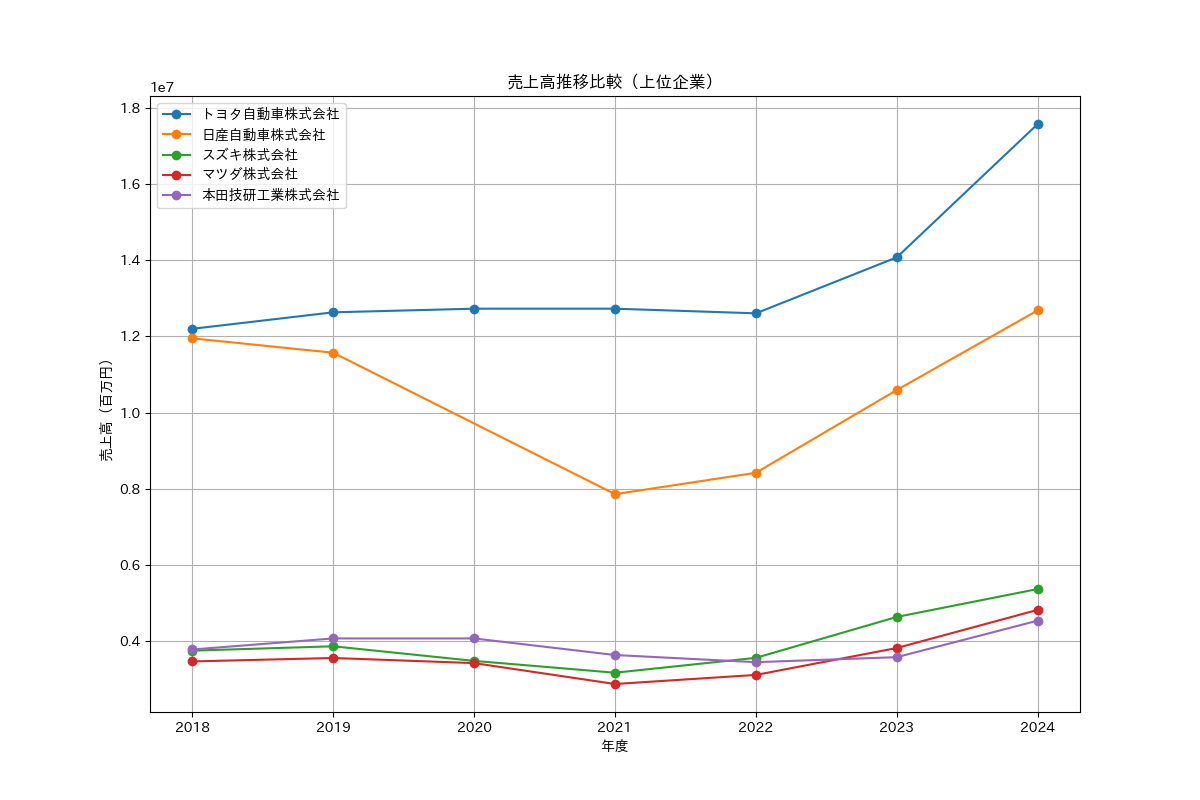 売上高推移比較（上位企業）
1e7
トヨタ自動車株式会社
日産自動車株式会社
スズキ株式会社
マツダ株式会社
本田技研工業株式会社
1.8
1.6
1.4
1.2
1.0
0.8
0.6
0.4
売上高（百万円）
2018 2019 2020 2021 2022 2023 2024
年度